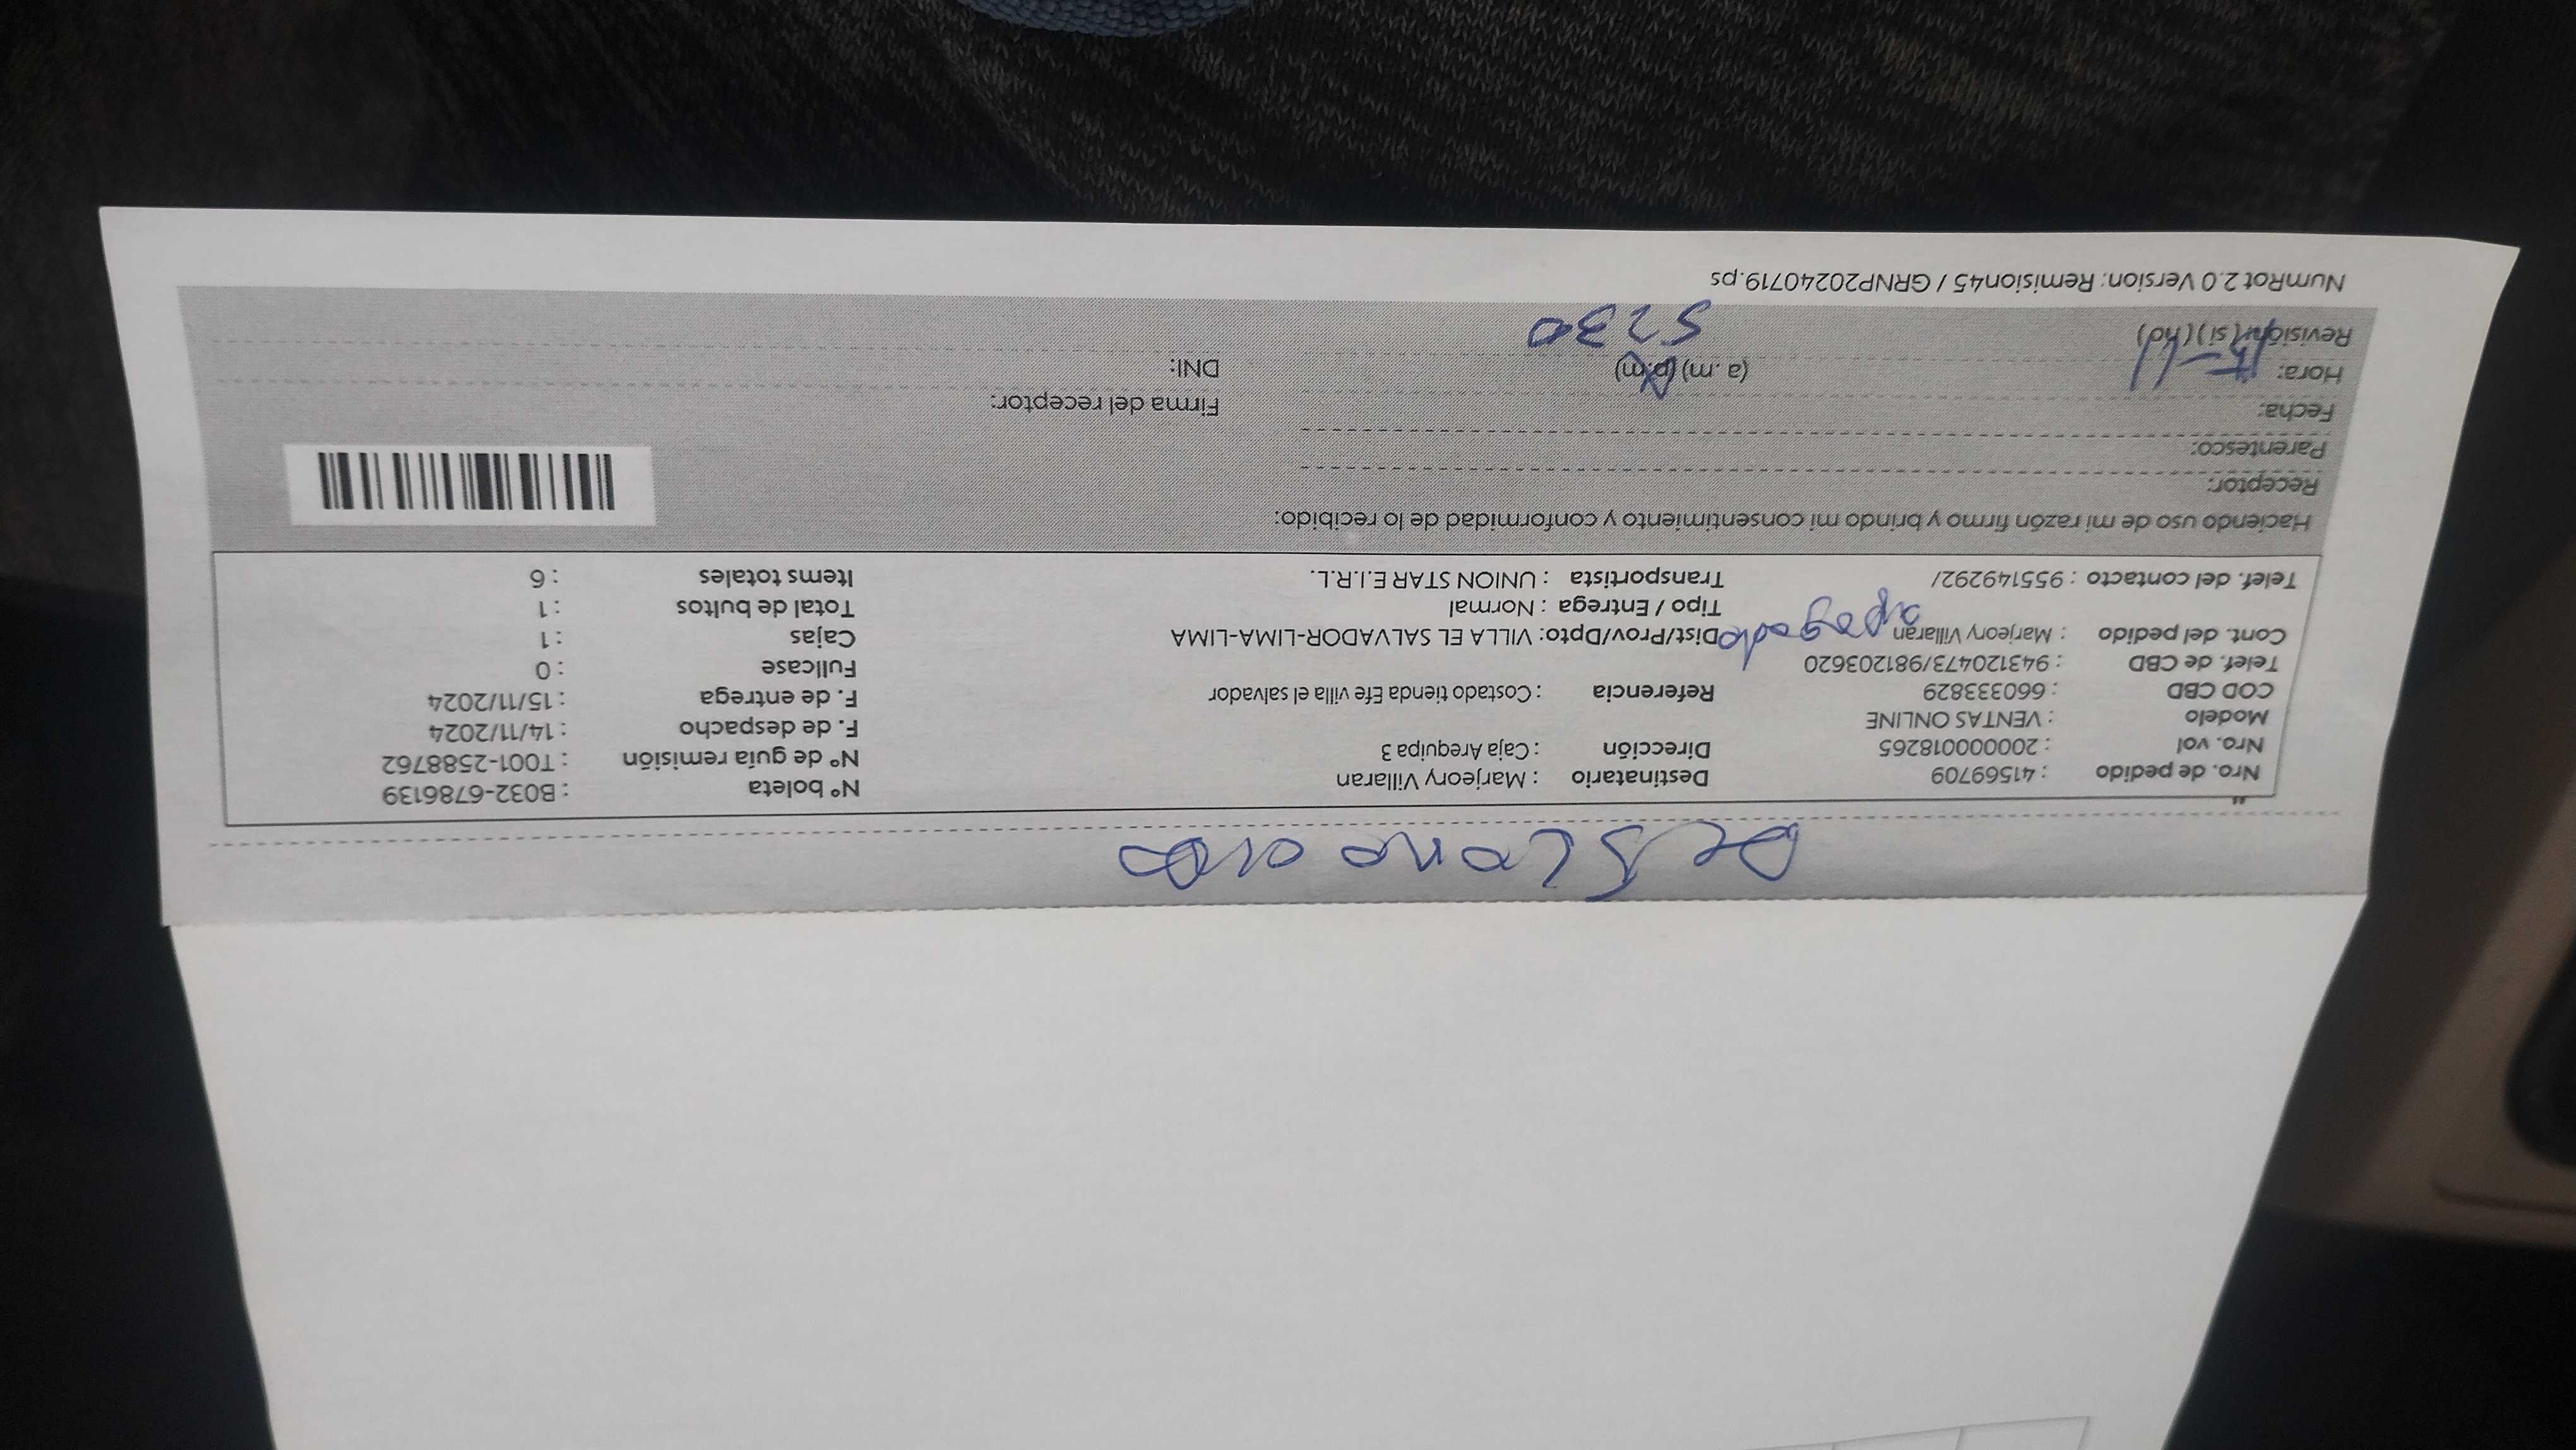 Desconocido
Nro. de pedido : 41569709 Destinatario : Marjeory Villaran N° boleta : B032-6786139
Nro. vol : 20000018265 Dirección : Caja Arequipa 3 N° de guía remisión : T001-2588762
Modelo : VENTAS ONLINE F. de despacho : 14/11/2024
COD CBD : 660333829 Referencia : Costado tienda Efe villa el salvador F. de entrega : 15/11/2024
Telef. de CBD : 943120473/981203620 Fullcase : 0
Cont. del pedido : Marjeory Villaran apagado Dist/Prov/Dpto: VILLA EL SALVADOR-LIMA-LIMA Cajas : 1
Tipo / Entrega : Normal Total de bultos : 1
Telef. del contacto : 955149292/ Transportista : UNION STAR E.I.R.L. Items totales : 6
Haciendo uso de mi razón firmo y brindo mi consentimiento y conformidad de lo recibido:
Receptor:
Parentesco:
Fecha: Firma del receptor:
Hora: 15-11 (a.m) (p.m) DNI:
Revisión: (si) (no) 5230
NumRot 2.0 Version: Remision45 / GRNP20240719.ps